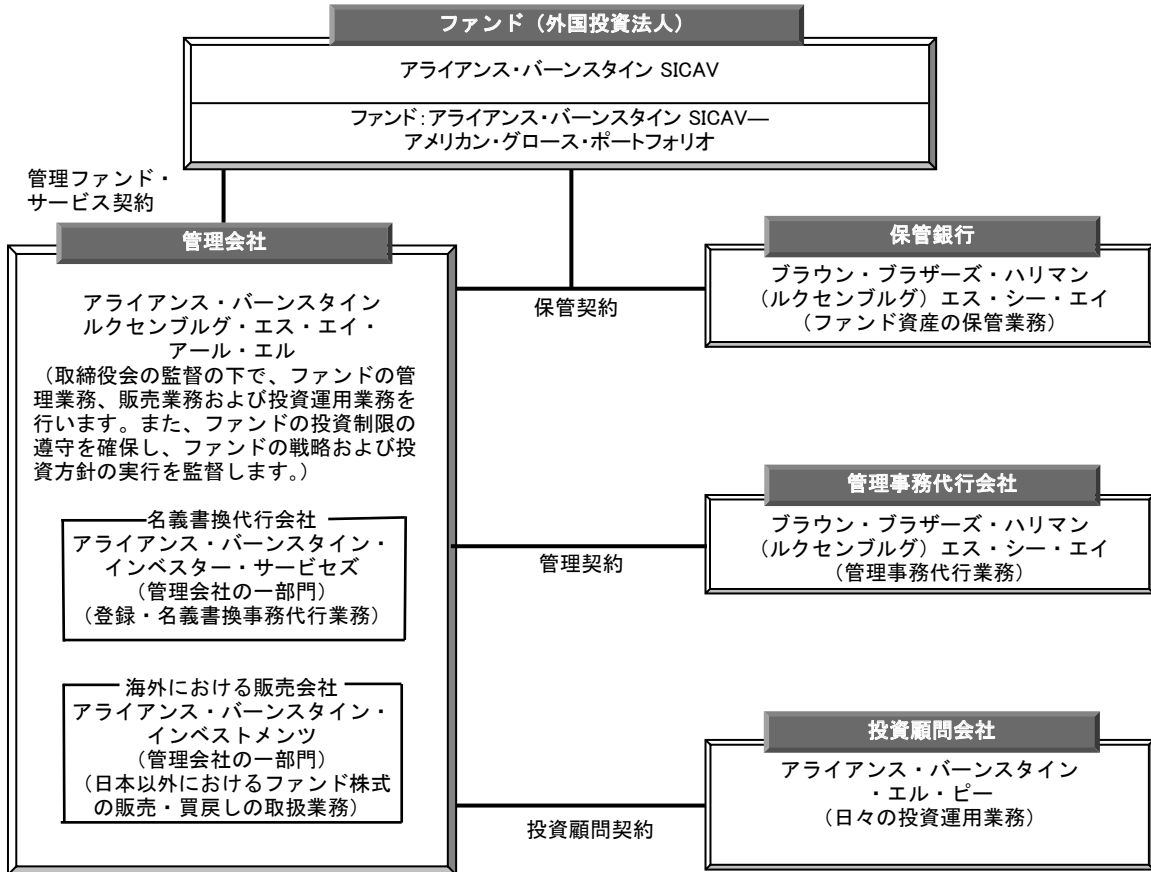 ファンド（外国投資法人）
アライアンス・バーンスタイン SICAV
ファンド：アライアンス・バーンスタイン SICAV―
アメリカン・グロース・ポートフォリオ
管理ファンド・
サービス契約
管理会社
アライアンス・バーンスタイン
ルクセンブルグ・エス・エイ・
アール・エル
（取締役会の監督の下で、ファンドの管
理業務、販売業務および投資運用業務を
行います。また、ファンドの投資制限の
遵守を確保し、ファンドの戦略および投
資方針の実行を監督します。）
名義書換代行会社
アライアンス・バーンスタイン・
インベスター・サービセズ
（管理会社の一部門）
（登録・名義書換事務代行業務）
海外における販売会社
アライアンス・バーンスタイン・
インベストメンツ
（管理会社の一部門）
（日本以外におけるファンド株式
の販売・買戻しの取扱業務）
保管契約
保管銀行
ブラウン・ブラザーズ・ハリマン
（ルクセンブルグ）エス・シー・エイ
（ファンド資産の保管業務）
管理契約
管理事務代行会社
ブラウン・ブラザーズ・ハリマン
（ルクセンブルグ）エス・シー・エイ
（管理事務代行業務）
投資顧問契約
投資顧問会社
アライアンス・バーンスタイン
・エル・ピー
（日々の投資運用業務）